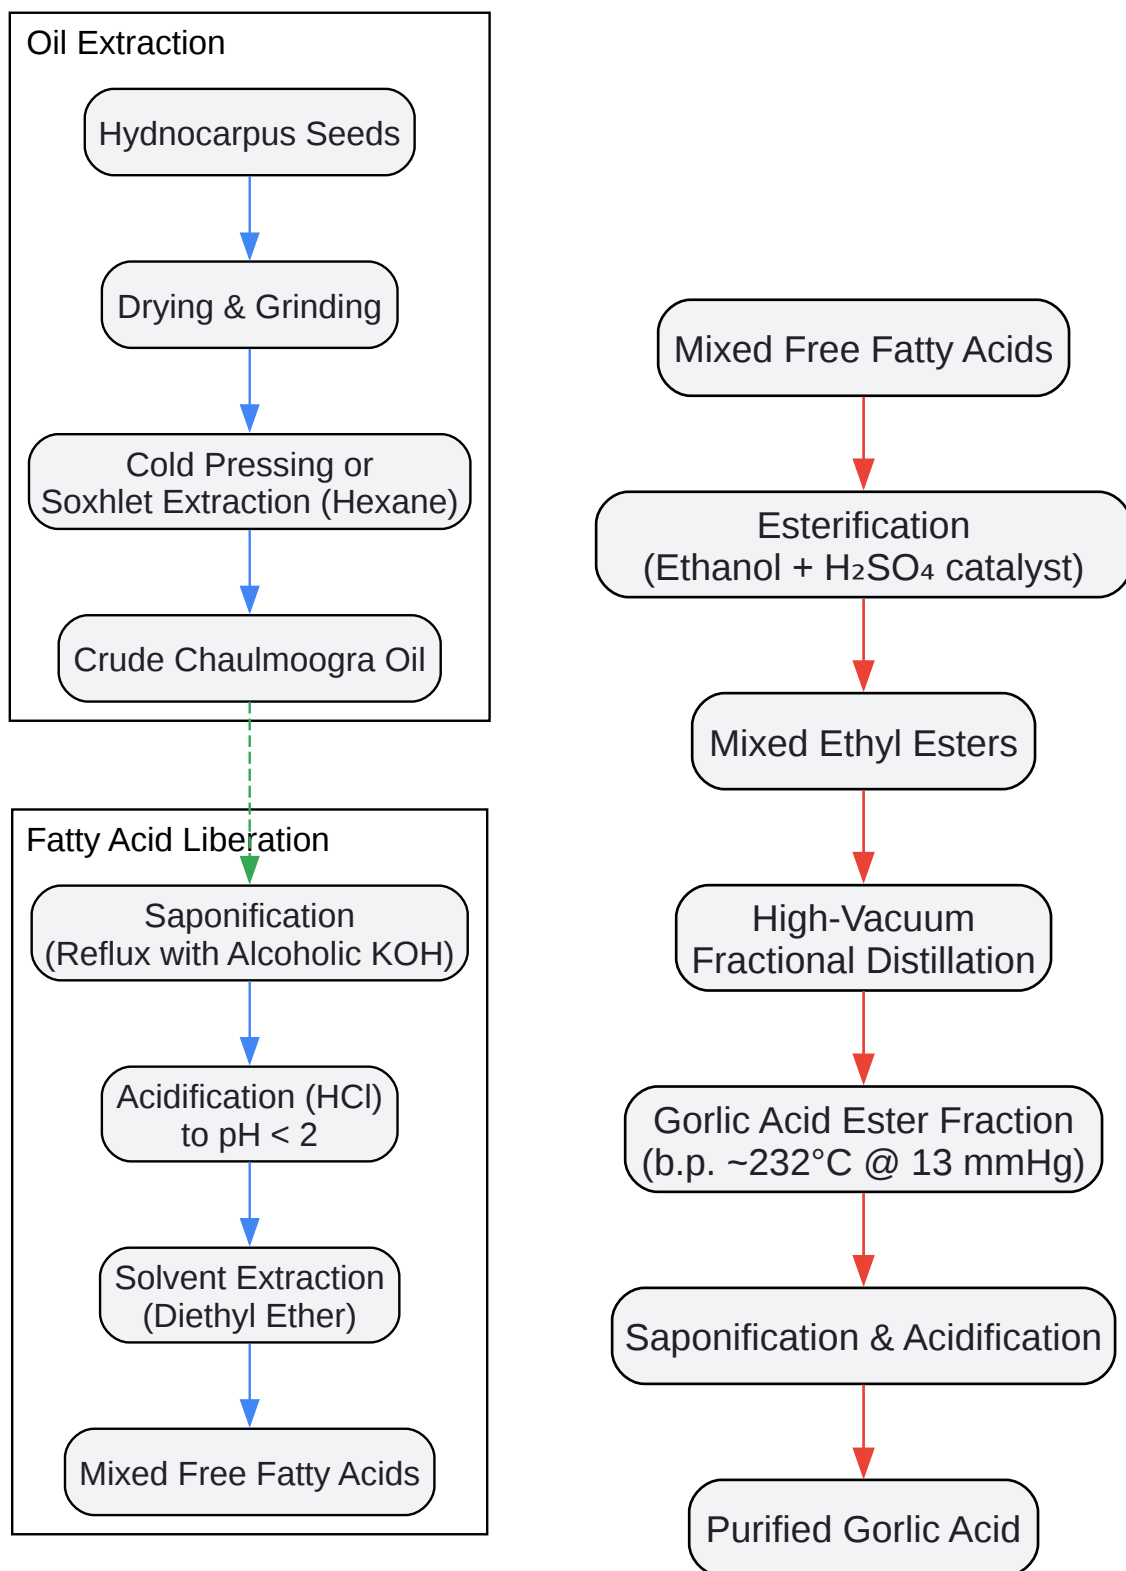 Oil Extraction
Hydnocarpus Seeds
Drying & Grinding
Cold Pressing or
Soxhlet Extraction (Hexane)
Crude Chaulmoogra Oil
Fatty Acid Liberation
Saponification
(Reflux with Alcoholic KOH)
Acidification (HCl)
to pH < 2
Solvent Extraction
(Diethyl Ether)
Mixed Free Fatty Acids
Mixed Free Fatty Acids
Esterification
(Ethanol + H₂SO₄ catalyst)
Mixed Ethyl Esters
High-Vacuum
Fractional Distillation
Gorlic Acid Ester Fraction
(b.p. ~232°C @ 13 mmHg)
Saponification & Acidification
Purified Gorlic Acid